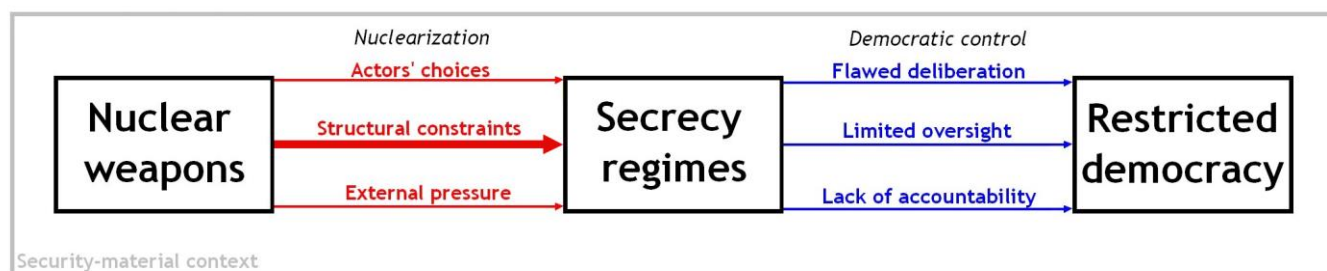 Nuclearization
Democratic control
Actors' choices
Flawed deliberation
Nuclear
weapons
Structural constraints
Secrecy
regimes
Limited oversight
Restricted
democracy
External pressure
Lack of accountability
Security-material context